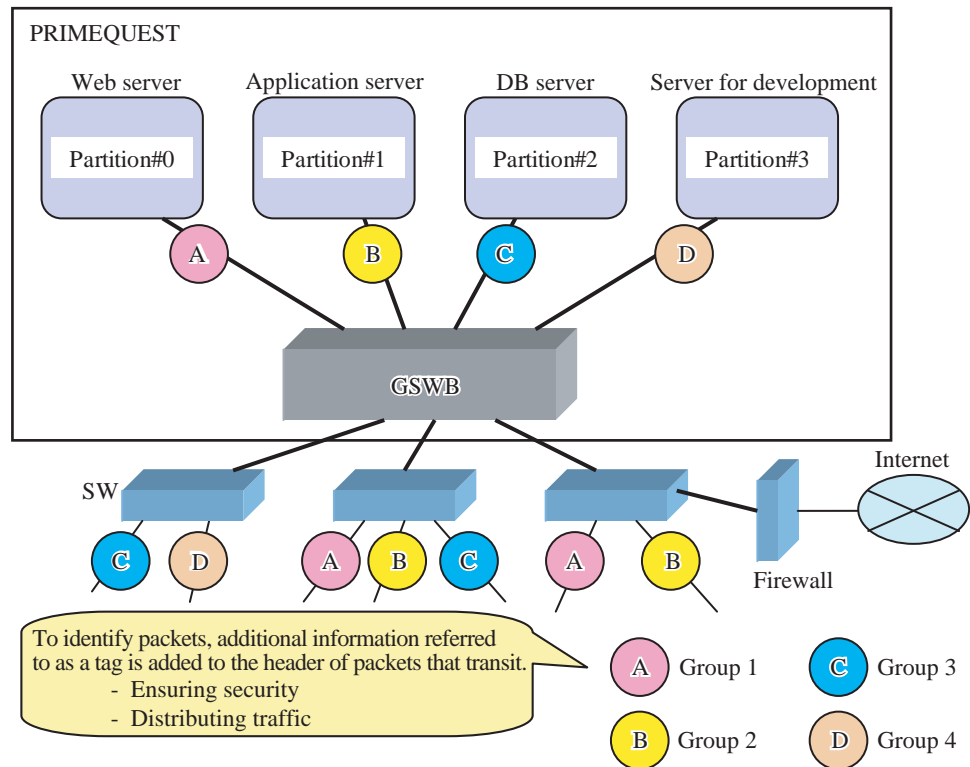 PRIMEQUEST
Web server
Application server
DB server
Server for development
Partition#0
Partition#1
Partition#2
Partition#3
A
B
C
D
GSWB
SW
Internet
C
D
A
B
C
A
B
Firewall
To identify packets, additional information referred
to as a tag is added to the header of packets that transit.
- Ensuring security
- Distributing traffic
A Group 1
C Group 3
B Group 2
D Group 4